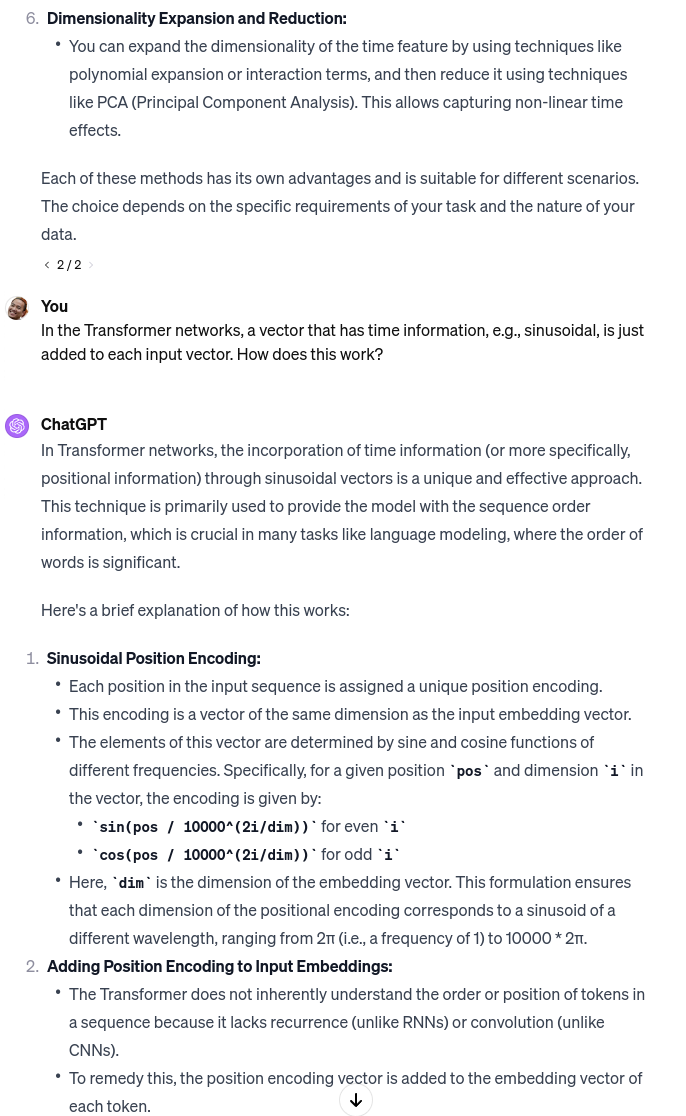 6. Dimensionality Expansion and Reduction:
• You can expand the dimensionality of the time feature by using techniques like
polynomial expansion or interaction terms, and then reduce it using techniques
like PCA (Principal Component Analysis). This allows capturing non-linear time
effects.
Each of these methods has its own advantages and is suitable for different scenarios.
The choice depends on the specific requirements of your task and the nature of your
data.
< 2 / 2 >
You
In the Transformer networks, a vector that has time information, e.g., sinusoidal, is just
added to each input vector. How does this work?
ChatGPT
In Transformer networks, the incorporation of time information (or more specifically,
positional information) through sinusoidal vectors is a unique and effective approach.
This technique is primarily used to provide the model with the sequence order
information, which is crucial in many tasks like language modeling, where the order of
words is significant.
Here's a brief explanation of how this works:
1. Sinusoidal Position Encoding:
• Each position in the input sequence is assigned a unique position encoding.
• This encoding is a vector of the same dimension as the input embedding vector.
• The elements of this vector are determined by sine and cosine functions of
different frequencies. Specifically, for a given position `pos` and dimension `i` in
the vector, the encoding is given by:
• `sin(pos / 10000^(2i/dim))` for even `i`
• `cos(pos / 10000^(2i/dim))` for odd `i`
• Here, `dim` is the dimension of the embedding vector. This formulation ensures
that each dimension of the positional encoding corresponds to a sinusoid of a
different wavelength, ranging from 2π (i.e., a frequency of 1) to 10000 * 2π.
2. Adding Position Encoding to Input Embeddings:
• The Transformer does not inherently understand the order or position of tokens in
a sequence because it lacks recurrence (unlike RNNs) or convolution (unlike
CNNs).
• To remedy this, the position encoding vector is added to the embedding vector of
each token.